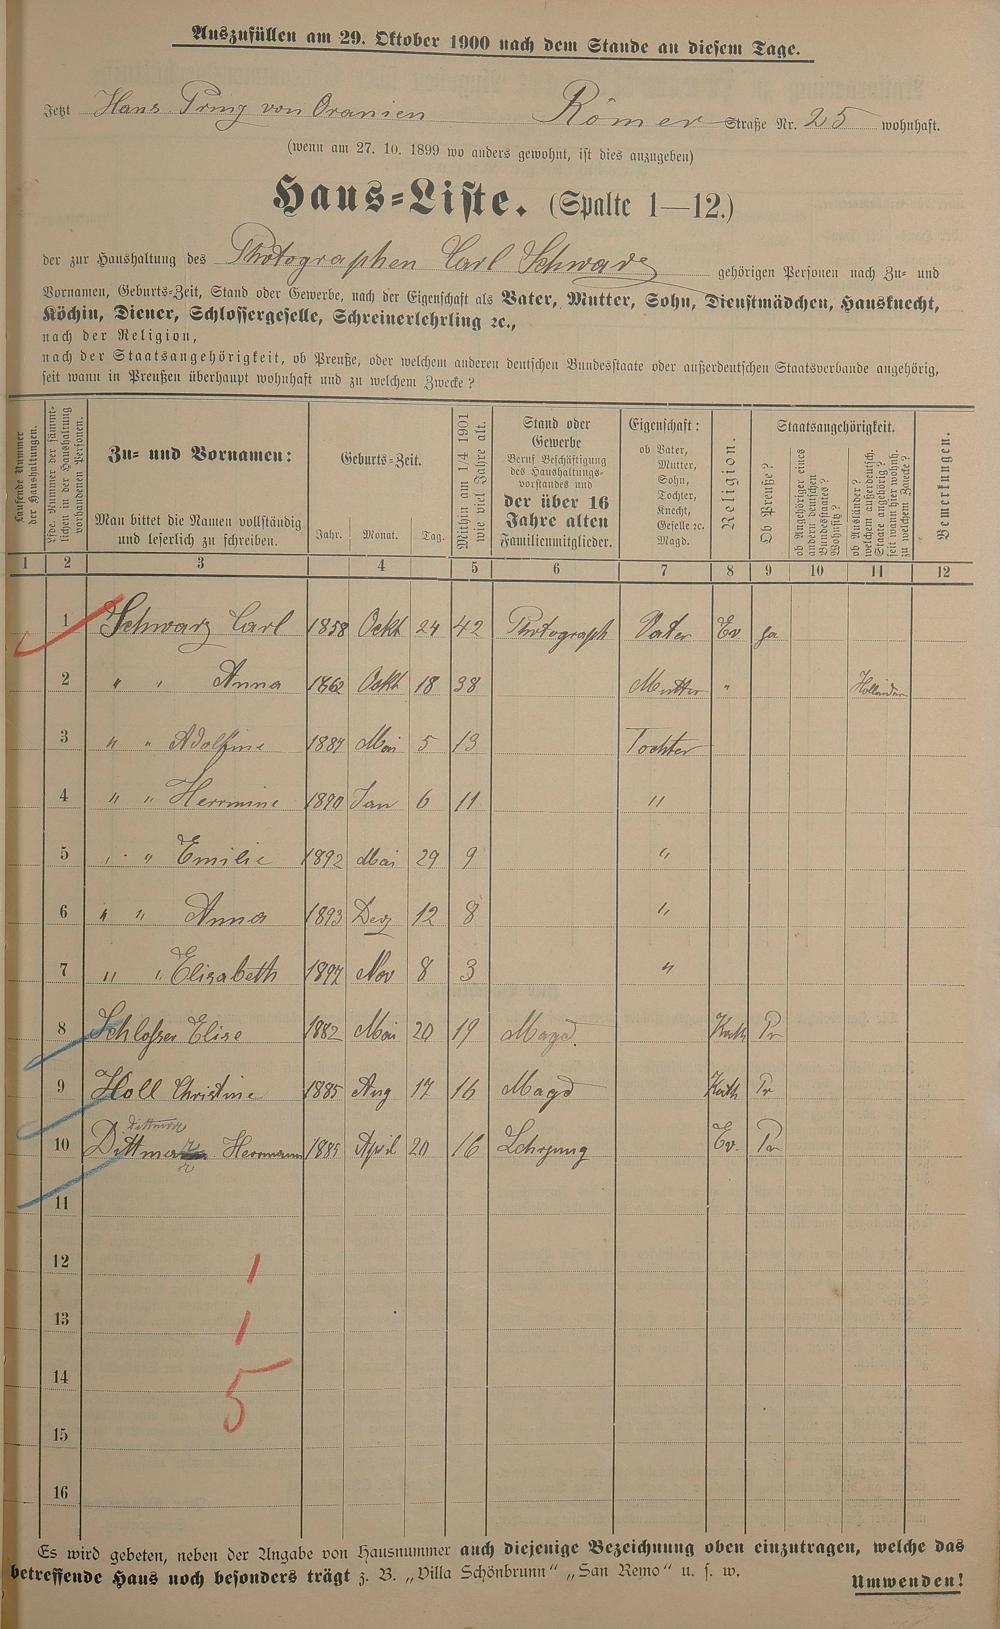 Auszufüllen am 29. Oktober 1900 nach dem Stande an diesem Tage.
Jetzt Haus Prinz von Oranien Römer Straße Nr. 25 wohnhaft.
(wenn am 27. 10. 1899 wo anders gewohnt, ist dies anzugeben)
Haus-Liste. (Spalte 1—12.)
der zur Haushaltung des Photographen Carl Schwarz gehörigen Personen nach Zu- und
Vornamen, Geburts-Zeit, Stand oder Gewerbe, nach der Eigenschaft als Vater, Mutter, Sohn, Dienstmädchen, Hausknecht,
Köchin, Diener, Schlossergeselle, Schreinerlehrling ꝛc.,
nach der Religion,
nach der Staatsangehörigkeit, ob Preuße, oder welchem anderen deutschen Bundesstaate oder außerdeutschen Staatsverbande angehörig,
seit wann in Preußen überhaupt wohnhaft und zu welchem Zwecke?
Laufende Nummer
der Haushaltungen.
Lfde. Nummer der sämmt-
lichen in der Haushaltung
vorhandenen Personen.
Zu- und Vornamen:
Man bittet die Namen vollständig
und leserlich zu schreiben.
Geburts-Zeit.
Jahr. Monat. Tag.
Mithin am 1/4 1901
wie viel Jahre alt.
Stand oder
Gewerbe
Beruf Beschäftigung
des Haushaltungs-
vorstandes und
der über 16
Jahre alten
Familienmitglieder.
Eigenschaft:
ob Vater,
Mutter,
Sohn,
Tochter,
Knecht,
Geselle ꝛc.
Magd.
Religion.
Staatsangehörigkeit.
Ob Preuße?
ob Angehöriger eines
andern deutschen
Bundesstaates?
Wohnsitz?
ob Ausländer?
welchem außerdeutsch.
Staate angehörig?
seit wann hier wohnh.
zu welchem Zwecke?
Bemerkungen.
1 2 3 4 5 6 7 8 9 10 11 12
1 Schwarz Carl 1858 Ockt 24 42 Photograph Vater Ev ja
2 " " Anna 1862 Ockt 18 38 Mutter " Holländerin
3 " " Adolfine 1887 Mai 5 13 Tochter
4 " " Herrmine 1890 Jan 6 11 "
5 " " Emilie 1892 Mai 29 9 "
6 " " Anna 1893 Dez 12 8 "
7 " " Elisabeth 1897 Nov 8 3 "
8 Schlosser Elise 1882 Mai 20 19 Magd. Kath Pr
9 Holl Christine 1885 Aug 17 16 Magd Kath Pr
Dittmar
10 Dittmar Herrmann 1885 April 20 16 Lehrjung Ev. Pr
11
12 1
13 1
14 5
15
16
Es wird gebeten, neben der Angabe von Hausnummer auch diejenige Bezeichnung oben einzutragen, welche das
betreffende Haus noch besonders trägt z. B. „Villa Schönbrunn" „San Remo" u. s. w.
Umwenden!